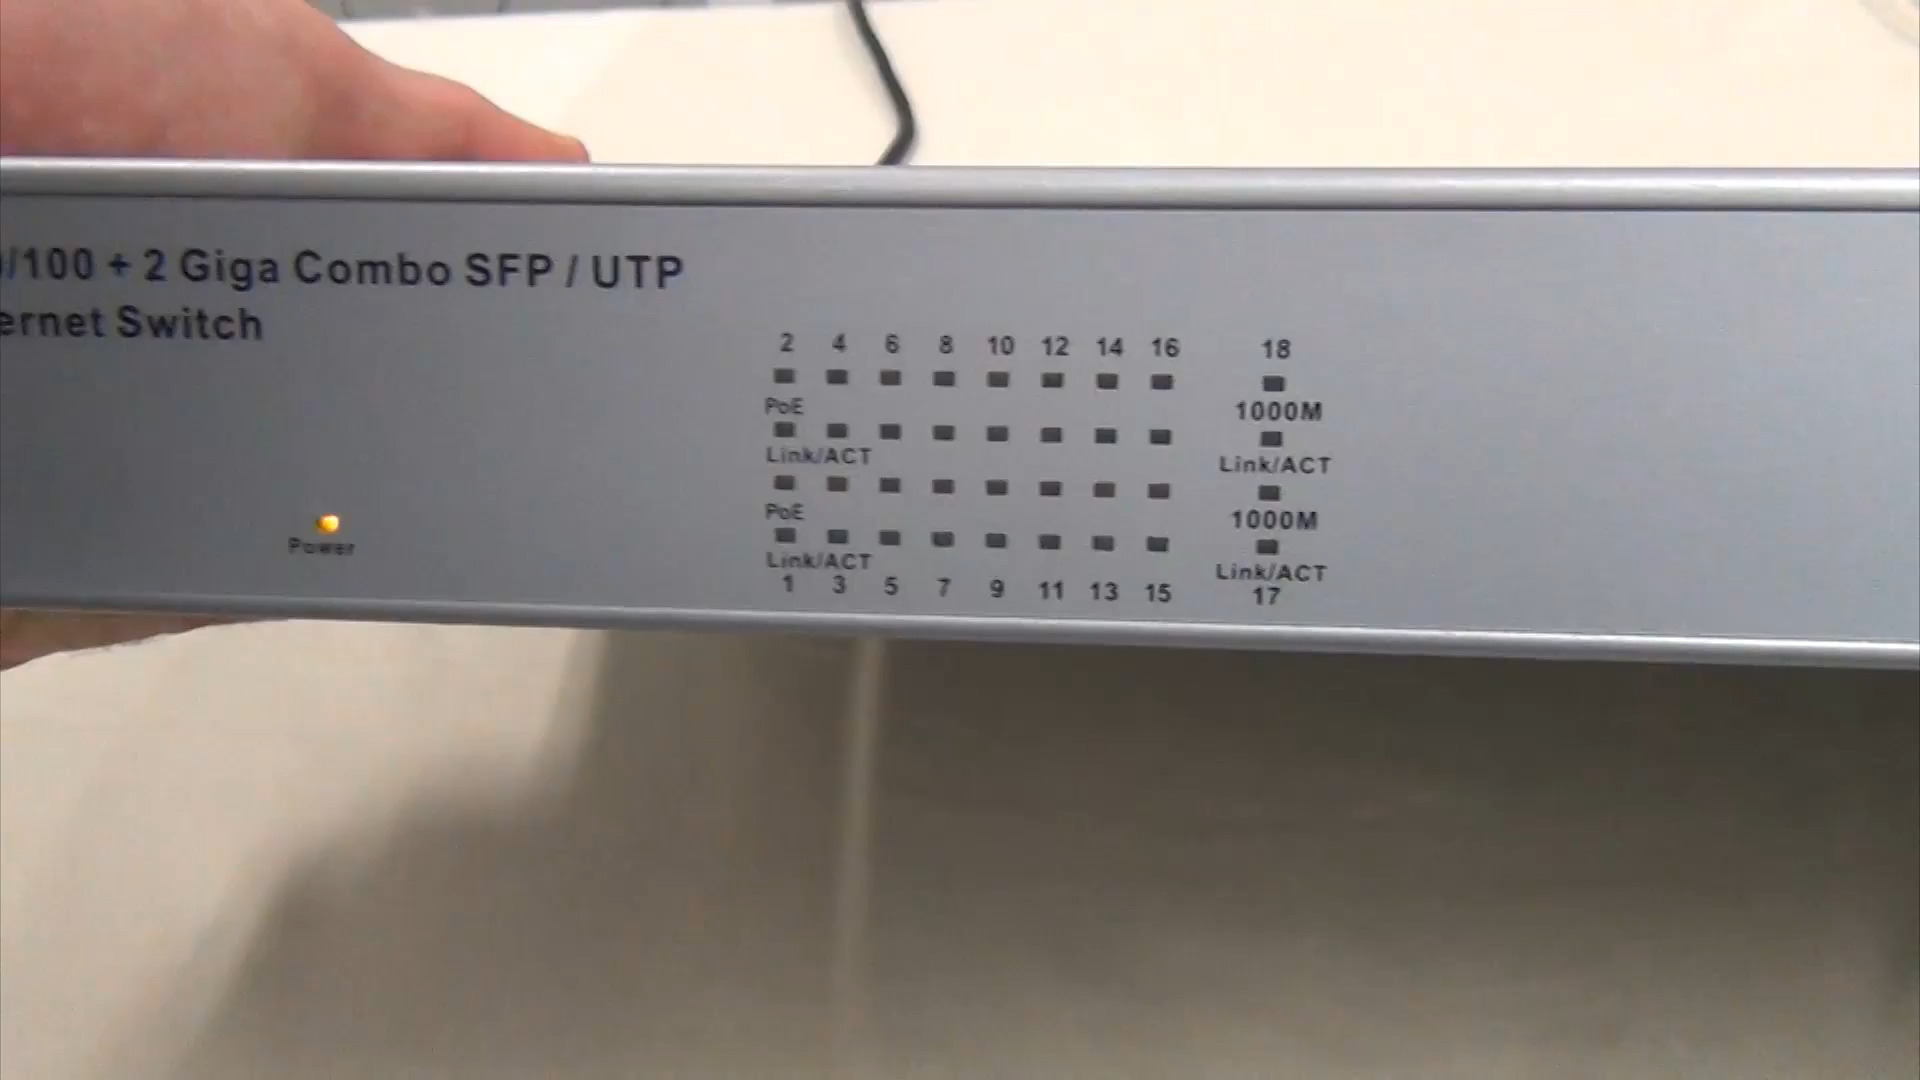 /100 + 2 Giga Combo SFP / UTP
ernet Switch
Power
2 4 6 8 10 12 14 16 18
PoE 1000M
Link/ACT Link/ACT
PoE 1000M
Link/ACT Link/ACT
1 3 5 7 9 11 13 15 17